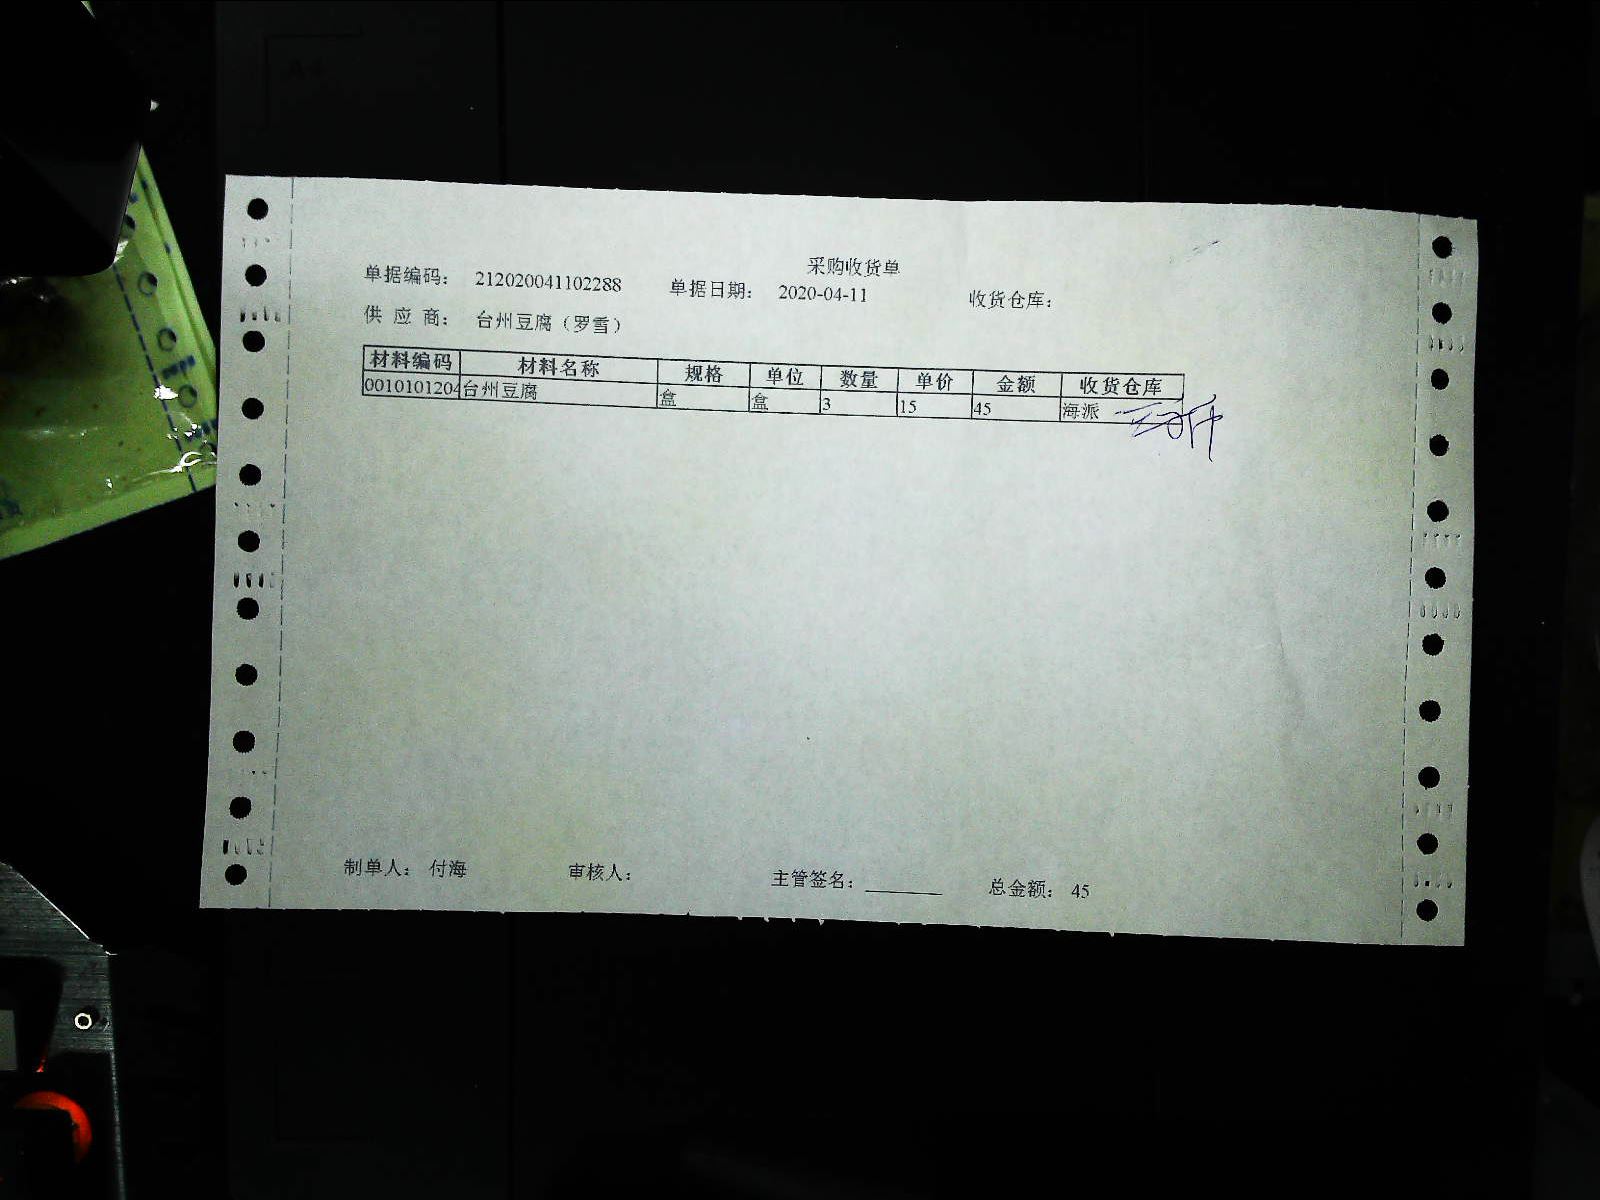 采购收货单
单据编码: 212020041102288 单据日期: 2020-04-11 收货仓库:
供 应 商: 台州豆腐（罗雪）
材料编码 材料名称 规格 单位 数量 单价 金额 收货仓库
0010101204 台州豆腐 盒 盒 3 15 45 海派
制单人: 付海 审核人: 主管签名: ________ 总金额: 45